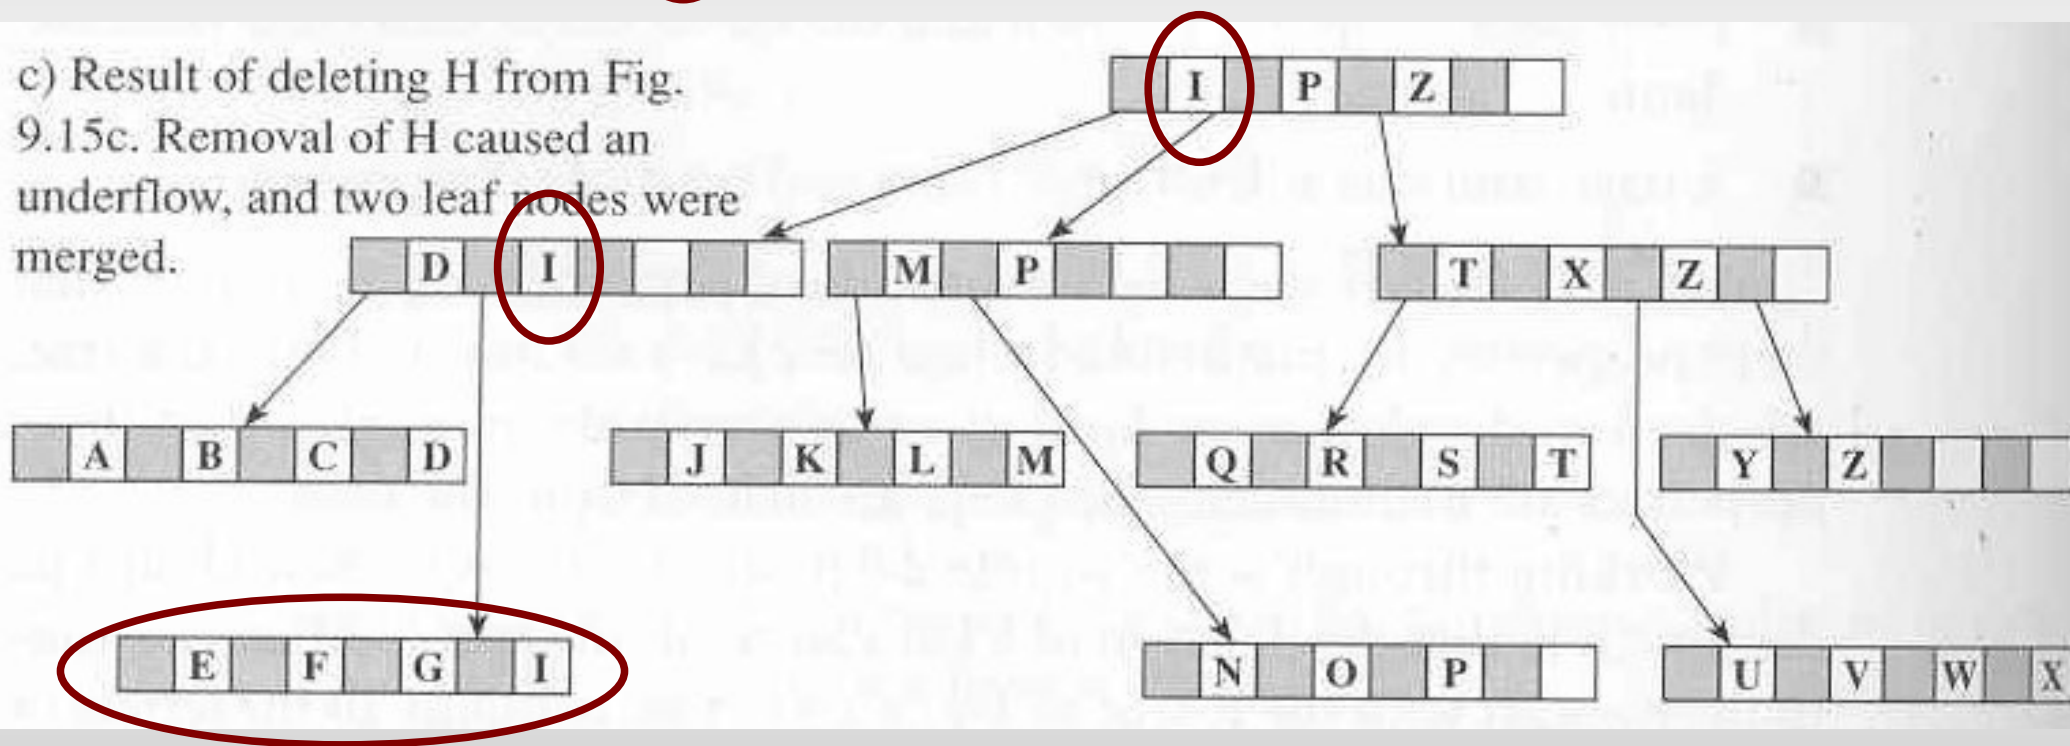 c) Result of deleting H from Fig.
9.15c. Removal of H caused an
underflow, and two leaf nodes were
merged.
I P Z
D I
M P
T X Z
A B C D
J K L M
Q R S T
Y Z
E F G I
N O P
U V W X